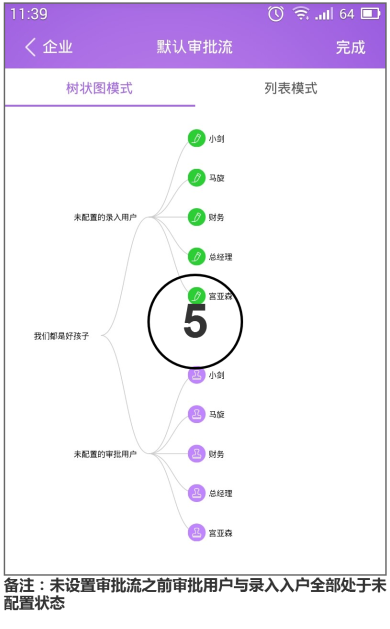 11:39
64
企业
默认审批流
完成
树状图模式
列表模式
小剑
马旋
未配置的录入用户
财务
总经理
宫亚森
5
我们都是好孩子
小剑
马旋
未配置的审批用户
财务
总经理
宫亚森
备注：未设置审批流之前审批用户与录入入户全部处于未
配置状态